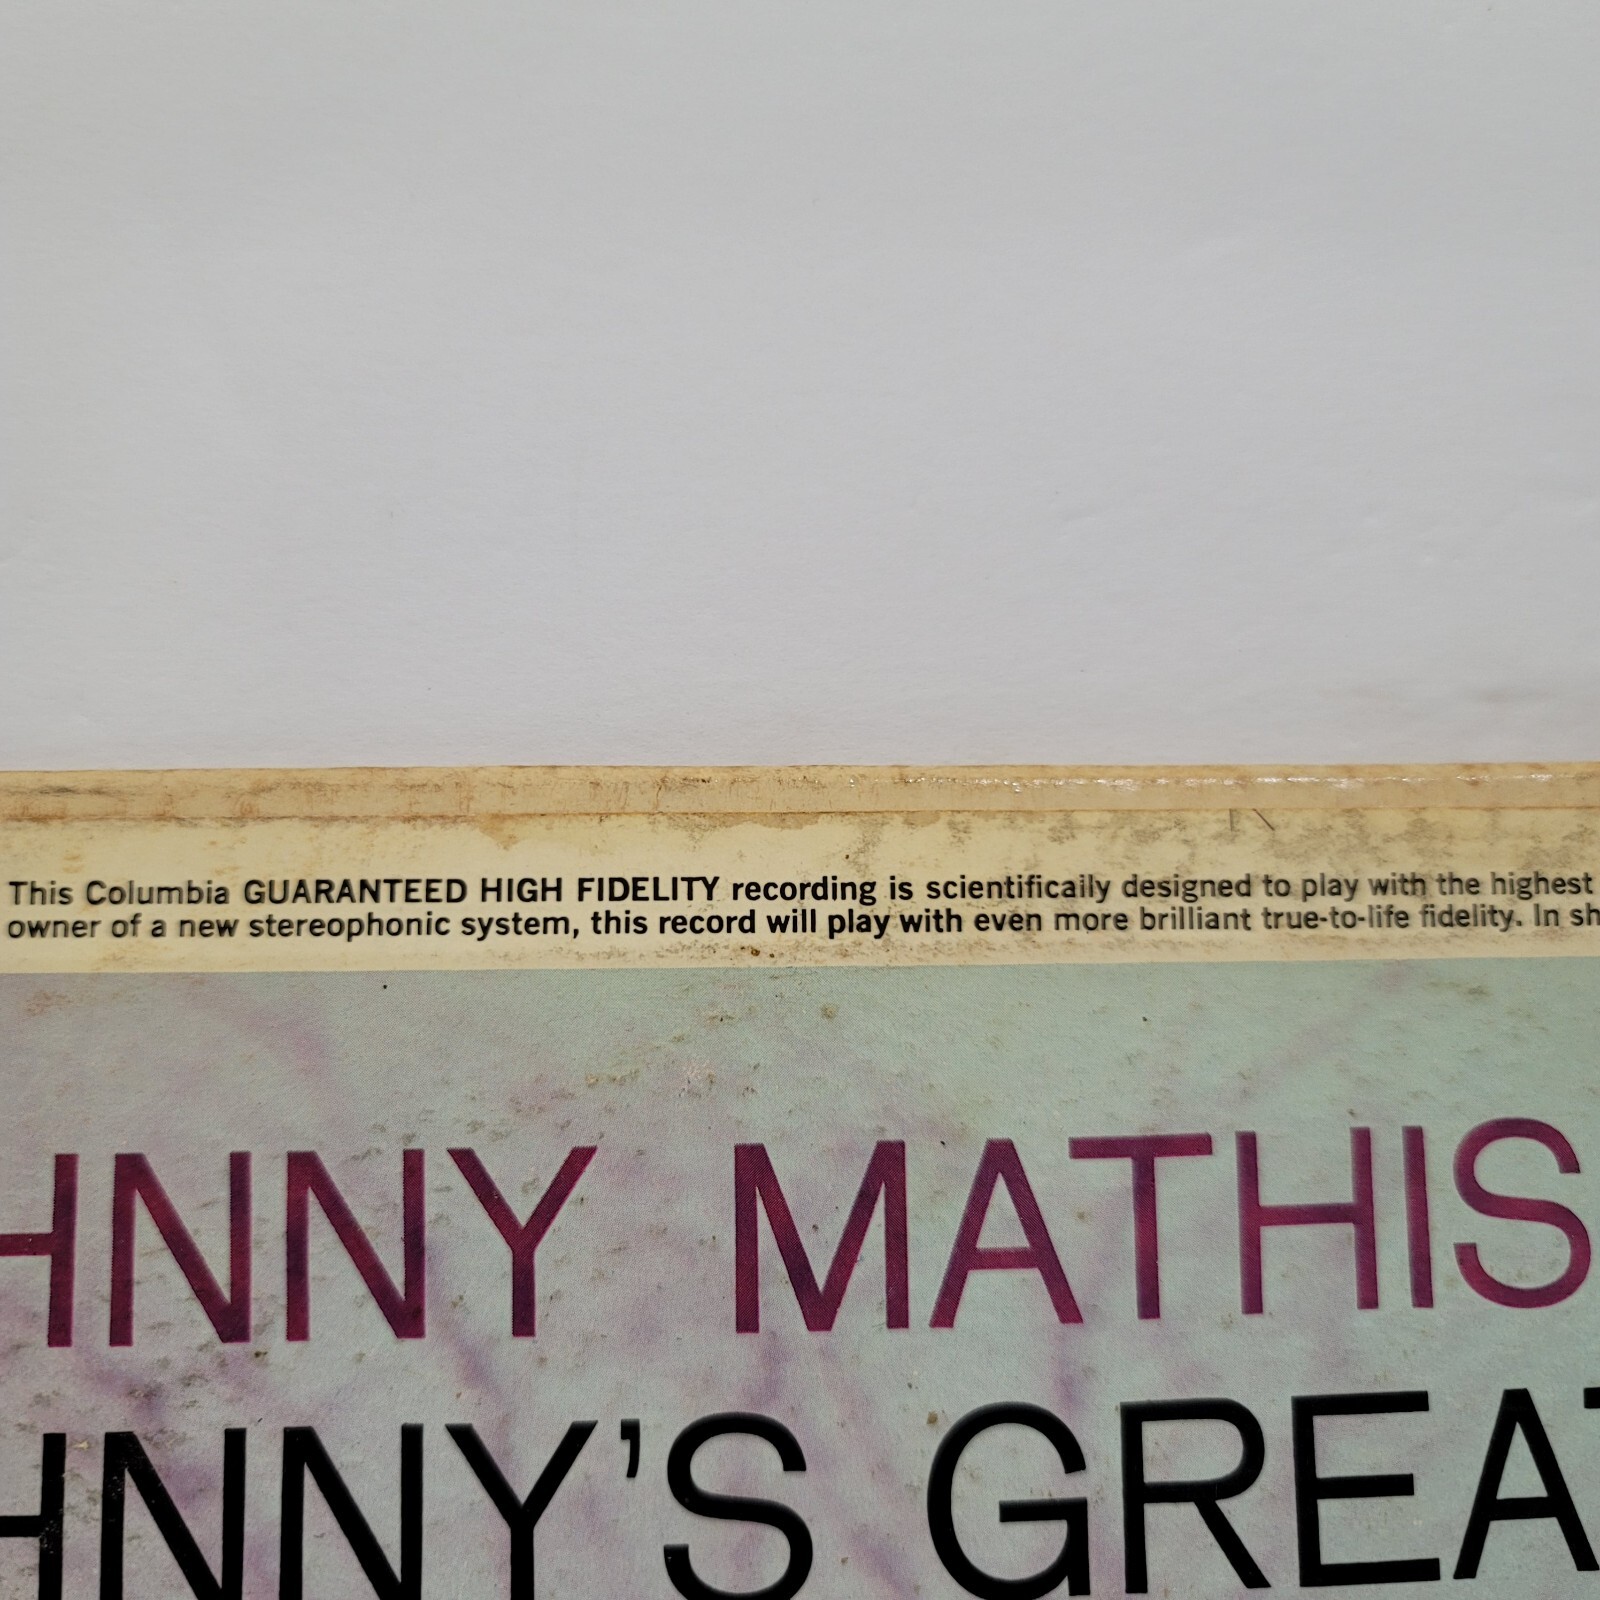 This Columbia GUARANTEED HIGH FIDELITY recording is scientifically designed to play with the highest
owner of a new stereophonic system, this record will play with even more brilliant true-to-life fidelity. In sh
HNNY MATHIS
HNNY'S GREAT